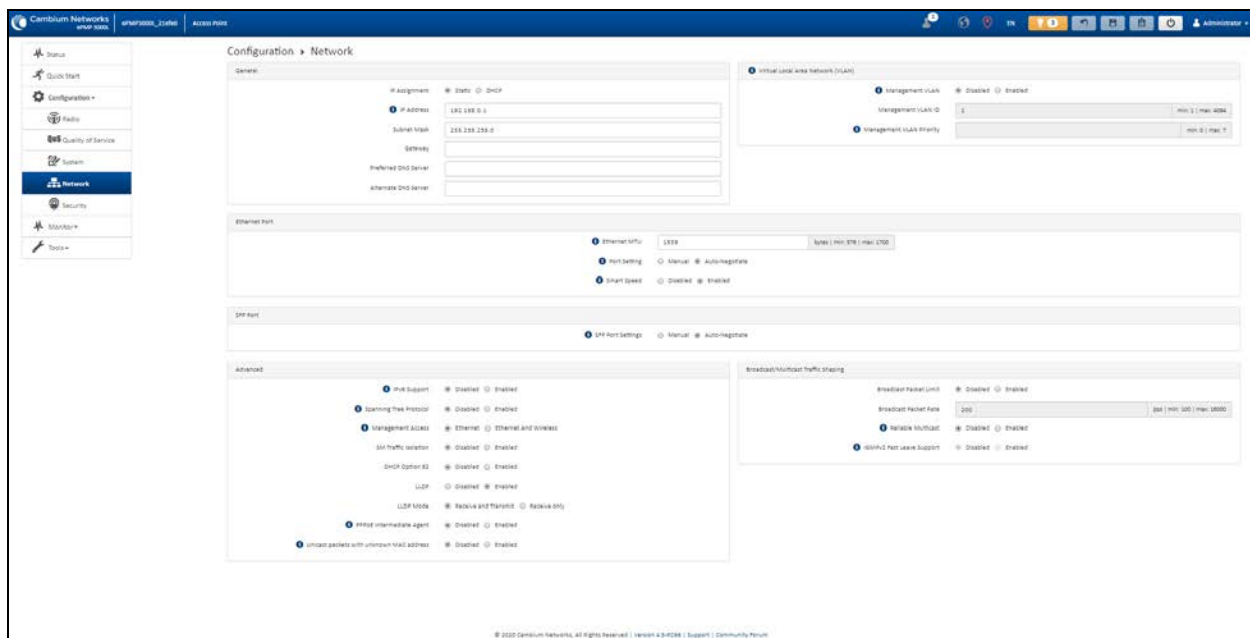 Cambium Networks
ePMP 5000L
Access Point
1
EN
3
Administrator
Status
Quick Start
Configuration
Radio
QoS Quality of Service
System
Network
Security
Monitor
Tools
Configuration ▸ Network
General
IP Assignment Static DHCP
IP Address 192.168.0.1
Subnet Mask 255.255.255.0
Gateway
Preferred DNS Server
Alternate DNS Server
Virtual Local Area Network (VLAN)
Management VLAN Disabled Enabled
Management VLAN ID 1 min: 1 | max: 4094
Management VLAN Priority min: 0 | max: 7
Ethernet Port
Ethernet MTU bytes | min: 576 | max: 1700
Port Setting Manual Auto-Negotiate
Smart Speed Disabled Enabled
SFP Port
SFP Port Settings Manual Auto-Negotiate
Advanced
IPv6 Support Disabled Enabled
Spanning Tree Protocol Disabled Enabled
Management Access Ethernet Ethernet and Wireless
SM Traffic Isolation Disabled Enabled
DHCP Option 82 Disabled Enabled
LLDP Disabled Enabled
LLDP Mode Receive and Transmit Receive only
PPPoE Intermediate Agent Disabled Enabled
Unicast packets with unknown MAC address Disabled Enabled
Broadcast/Multicast Traffic Shaping
Broadcast Packet Limit Disabled Enabled
Broadcast Packet Rate pps | min: 100 | max: 16000
Reliable Multicast Disabled Enabled
IGMPv2 Fast Leave Support Disabled Enabled
© 2020 Cambium Networks, All Rights Reserved | Version | Support | Community Forum